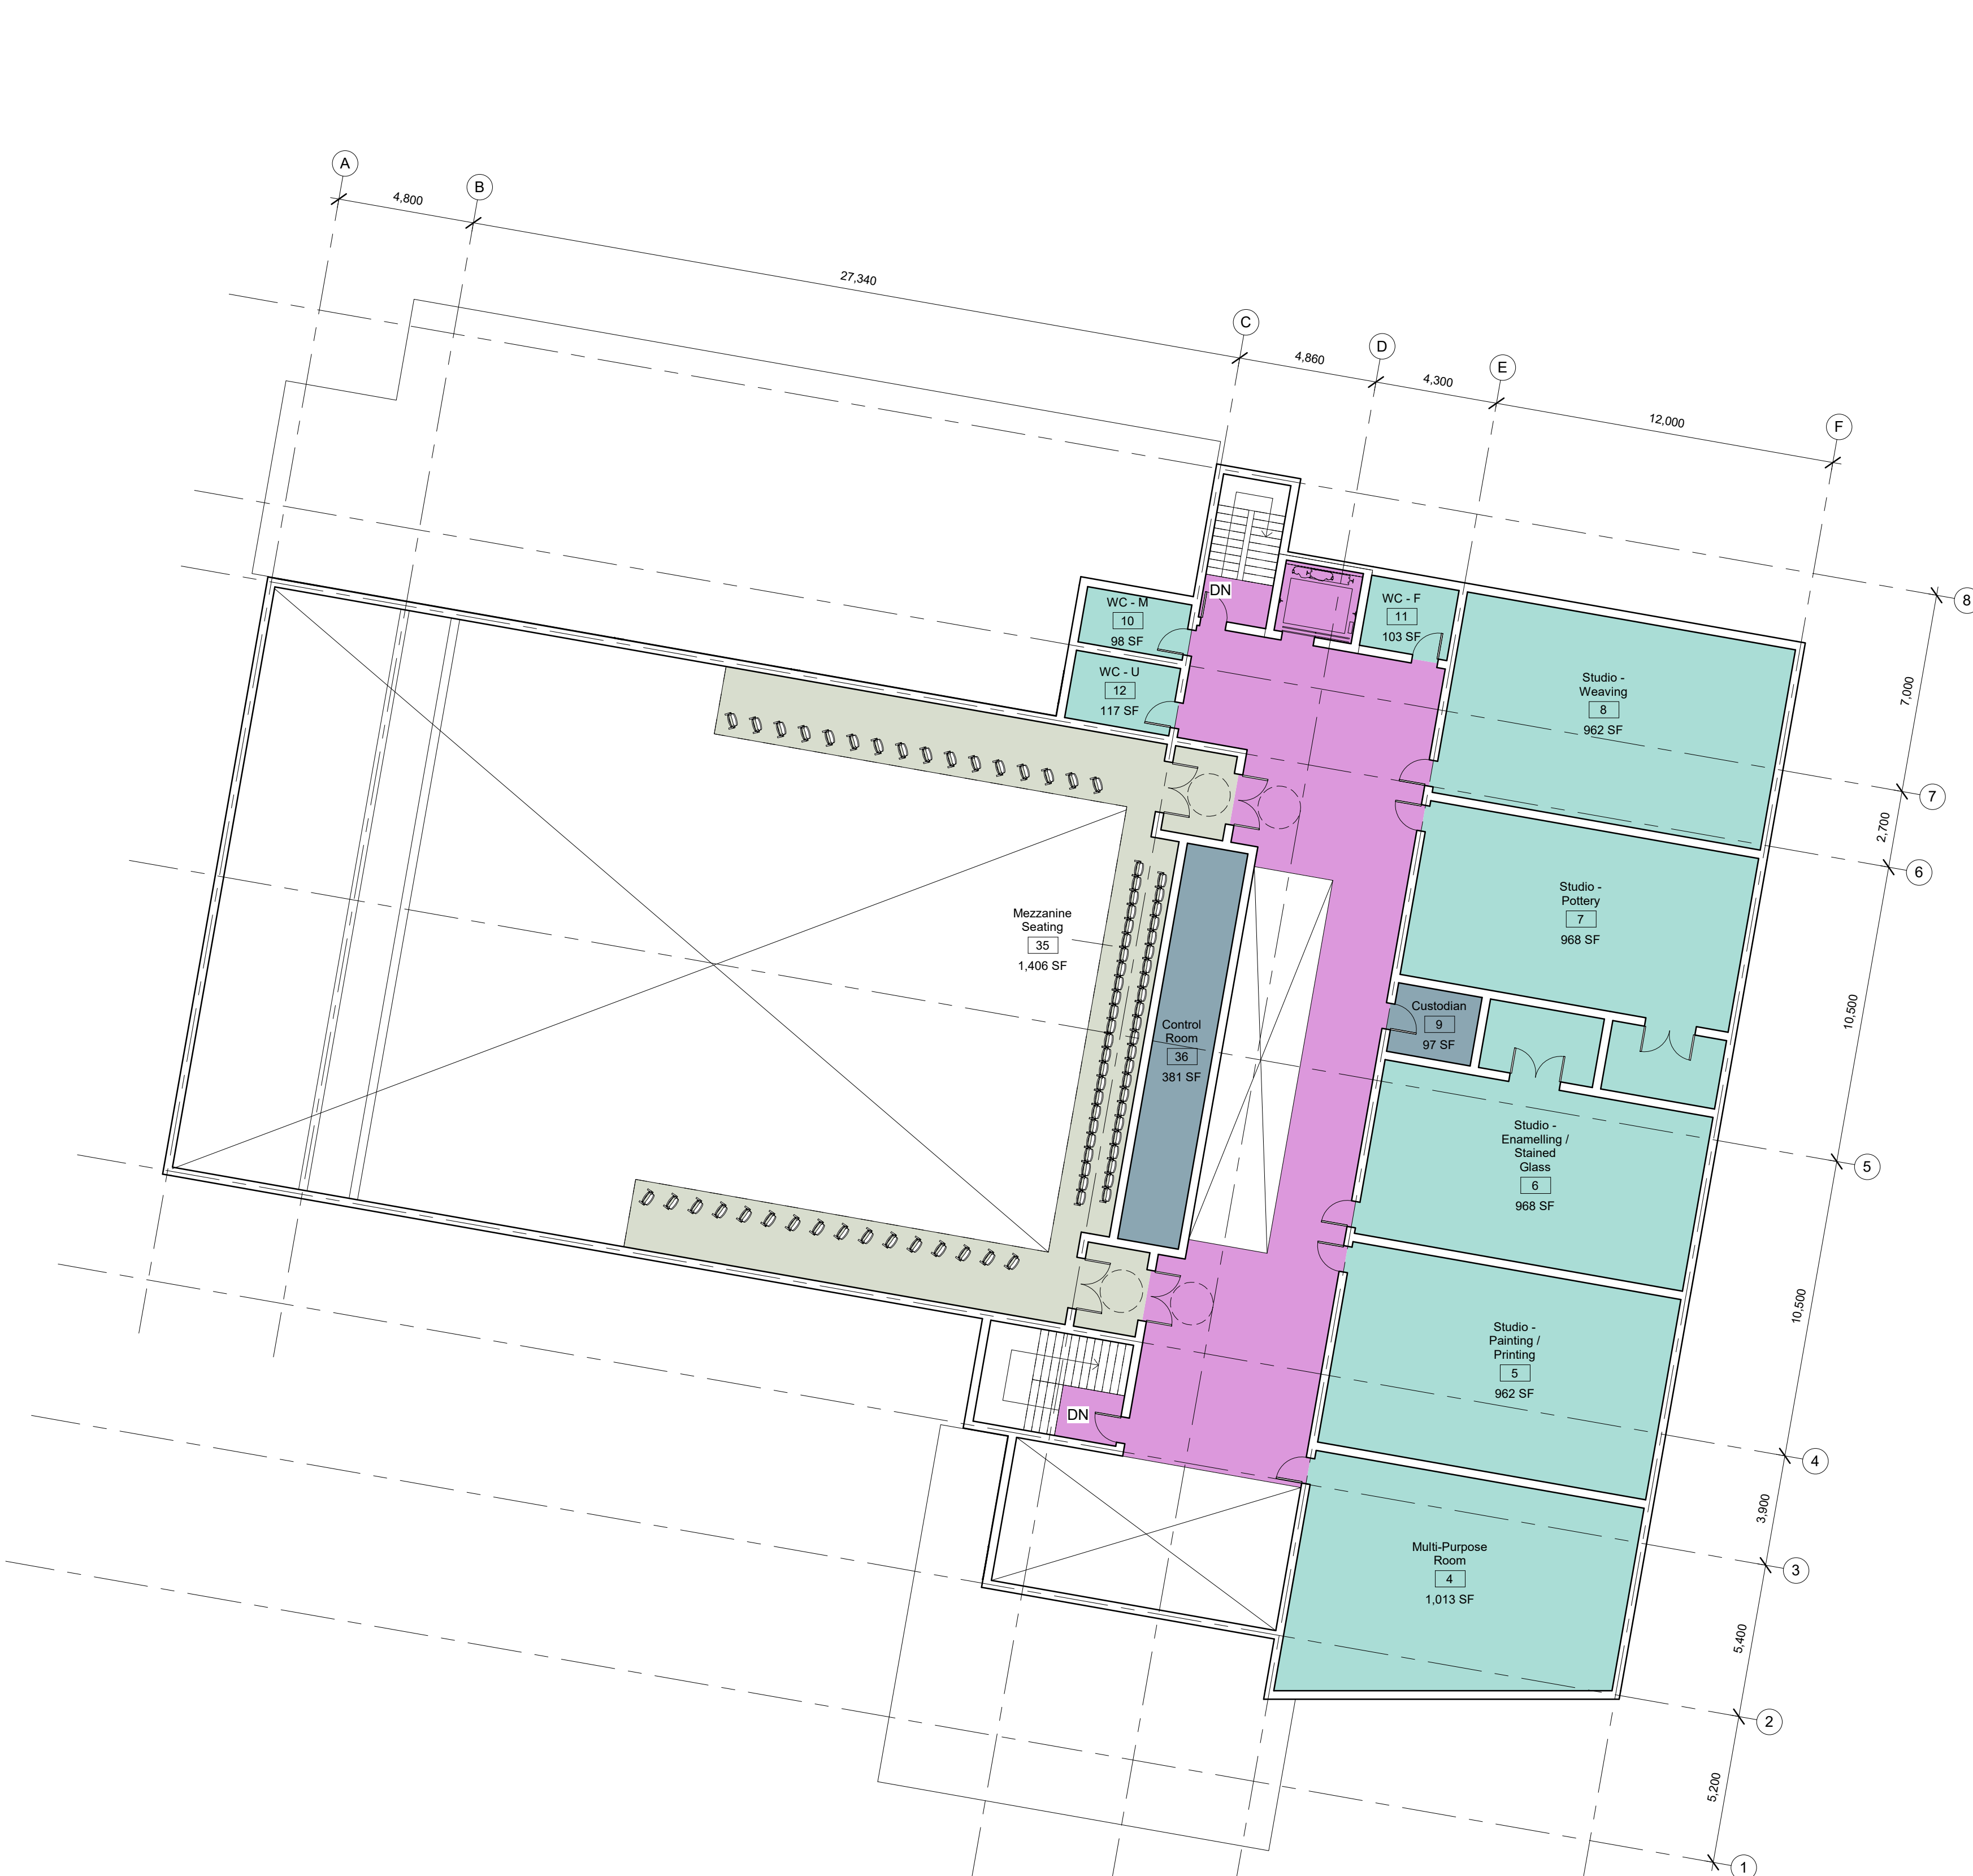 A
B
4,800
27,340
C
D
E
4,860
4,300
12,000
F
8
7,000
7
2,700
6
10,500
5
10,500
4
3,900
3
5,400
2
5,200
1
DN
WC - M
10
98 SF
WC - F
11
103 SF
WC - U
12
117 SF
Studio -
Weaving
8
962 SF
Studio -
Pottery
7
968 SF
Mezzanine
Seating
35
1,406 SF
Control
Room
36
381 SF
Custodian
9
97 SF
Studio -
Enamelling /
Stained
Glass
6
968 SF
Studio -
Painting /
Printing
5
962 SF
DN
Multi-Purpose
Room
4
1,013 SF